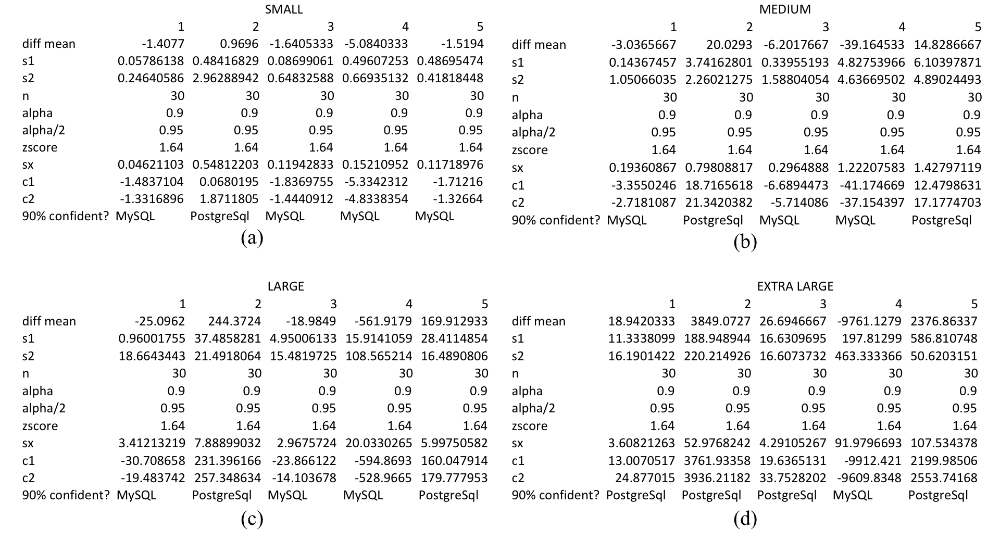 SMALL
1 2 3 4 5
diff mean -1.4077 0.9696 -1.6405333 -5.0840333 -1.5194
s1 0.05786138 0.48416829 0.08699061 0.49607253 0.48695474
s2 0.24640586 2.96288942 0.64832588 0.66935132 0.41818448
n 30 30 30 30 30
alpha 0.9 0.9 0.9 0.9 0.9
alpha/2 0.95 0.95 0.95 0.95 0.95
zscore 1.64 1.64 1.64 1.64 1.64
sx 0.04621103 0.54812203 0.11942833 0.15210952 0.11718976
c1 -1.4837104 0.0680195 -1.8369755 -5.3342312 -1.71216
c2 -1.3316896 1.8711805 -1.4440912 -4.8338354 -1.32664
90% confident? MySQL PostgreSql MySQL MySQL MySQL
(a)
MEDIUM
1 2 3 4 5
diff mean -3.0365667 20.0293 -6.2017667 -39.164533 14.8286667
s1 0.14367457 3.74162801 0.33955193 4.82753966 6.10397871
s2 1.05066035 2.26021275 1.58804054 4.63669502 4.89024493
n 30 30 30 30 30
alpha 0.9 0.9 0.9 0.9 0.9
alpha/2 0.95 0.95 0.95 0.95 0.95
zscore 1.64 1.64 1.64 1.64 1.64
sx 0.19360867 0.79808817 0.2964888 1.22207583 1.42797119
c1 -3.3550246 18.7165618 -6.6894473 -41.174669 12.4798631
c2 -2.7181087 21.3420382 -5.714086 -37.154397 17.1774703
90% confident? MySQL PostgreSql MySQL MySQL PostgreSql
(b)
LARGE
1 2 3 4 5
diff mean -25.0962 244.3724 -18.9849 -561.9179 169.912933
s1 0.96001755 37.4858281 4.95006133 15.9141059 28.4114854
s2 18.6643443 21.4918064 15.4819725 108.565214 16.4890806
n 30 30 30 30 30
alpha 0.9 0.9 0.9 0.9 0.9
alpha/2 0.95 0.95 0.95 0.95 0.95
zscore 1.64 1.64 1.64 1.64 1.64
sx 3.41213219 7.88899032 2.9675724 20.0330265 5.99750582
c1 -30.708658 231.396166 -23.866122 -594.8693 160.047914
c2 -19.483742 257.348634 -14.103678 -528.9665 179.777953
90% confident? MySQL PostgreSql MySQL MySQL PostgreSql
(c)
EXTRA LARGE
1 2 3 4 5
diff mean 18.9420333 3849.0727 26.6946667 -9761.1279 2376.86337
s1 11.3338099 188.948944 16.6309695 197.81299 586.810748
s2 16.1901422 220.214926 16.6073732 463.333366 50.6203151
n 30 30 30 30 30
alpha 0.9 0.9 0.9 0.9 0.9
alpha/2 0.95 0.95 0.95 0.95 0.95
zscore 1.64 1.64 1.64 1.64 1.64
sx 3.60821263 52.9768242 4.29105267 91.9796693 107.534378
c1 13.0070517 3761.93358 19.6365131 -9912.421 2199.98506
c2 24.877015 3936.21182 33.7528202 -9609.8348 2553.74168
90% confident? PostgreSql PostgreSql PostgreSql MySQL PostgreSql
(d)